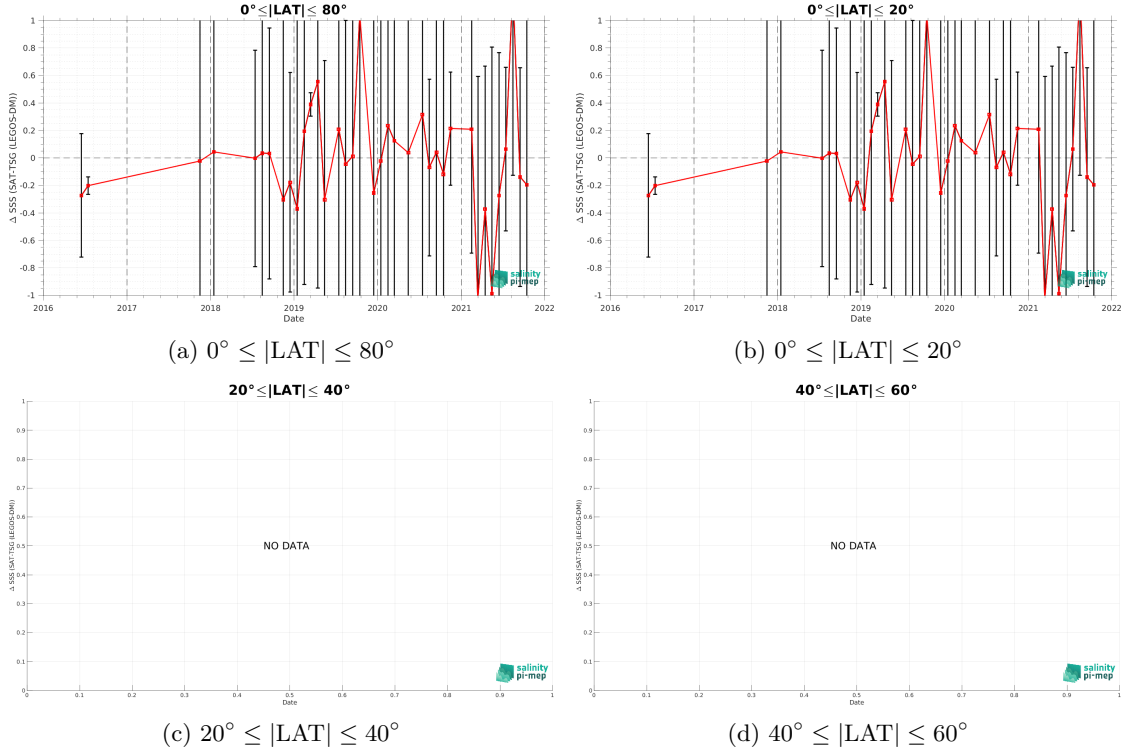 0°≤|LAT|≤ 80°
Δ SSS (SAT-TSG (LEGOS-DM))
1
0.8
0.6
0.4
0.2
0
-0.2
-0.4
-0.6
-0.8
-1
2016 2017 2018 2019 2020 2021 2022
Date
salinity
pi-mep
(a) 0° ≤ |LAT| ≤ 80°
0°≤|LAT|≤ 20°
Δ SSS (SAT-TSG (LEGOS-DM))
1
0.8
0.6
0.4
0.2
0
-0.2
-0.4
-0.6
-0.8
-1
2016 2017 2018 2019 2020 2021 2022
Date
salinity
pi-mep
(b) 0° ≤ |LAT| ≤ 20°
20°≤|LAT|≤ 40°
Δ SSS (SAT-TSG (LEGOS-DM))
1
0.9
0.8
0.7
0.6
0.5
0.4
0.3
0.2
0.1
0
NO DATA
0 0.1 0.2 0.3 0.4 0.5 0.6 0.7 0.8 0.9 1
Date
salinity
pi-mep
(c) 20° ≤ |LAT| ≤ 40°
40°≤|LAT|≤ 60°
Δ SSS (SAT-TSG (LEGOS-DM))
1
0.9
0.8
0.7
0.6
0.5
0.4
0.3
0.2
0.1
0
NO DATA
0 0.1 0.2 0.3 0.4 0.5 0.6 0.7 0.8 0.9 1
Date
salinity
pi-mep
(d) 40° ≤ |LAT| ≤ 60°